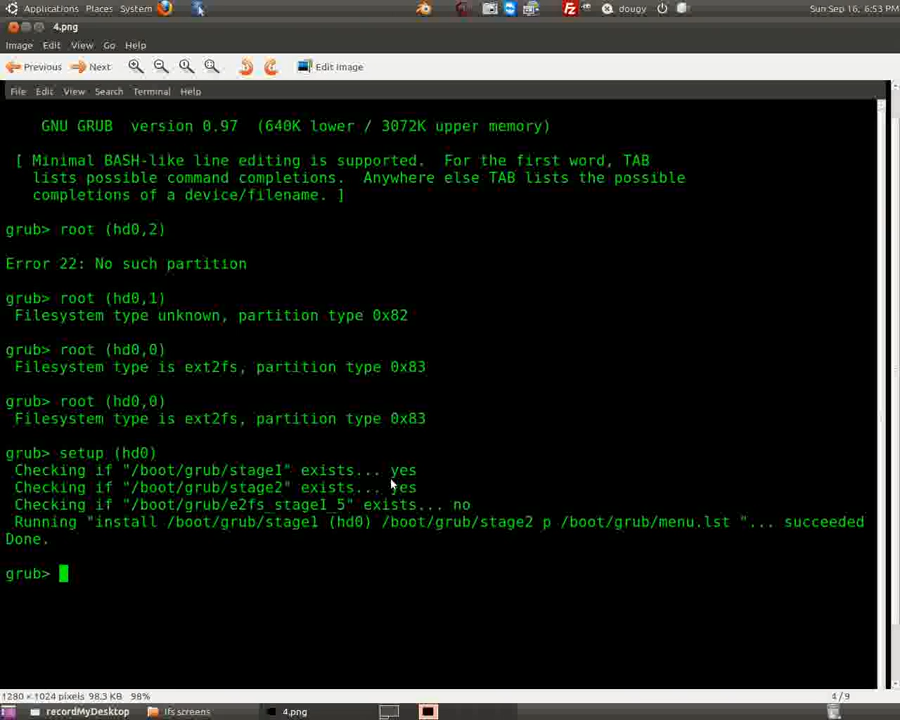 Applications Places System dougy Sun Sep 16, 6:53 PM
4.png
Image Edit View Go Help
Previous Next Edit Image
File Edit View Search Terminal Help
GNU GRUB version 0.97 (640K lower / 3072K upper memory)
[ Minimal BASH-like line editing is supported. For the first word, TAB
lists possible command completions. Anywhere else TAB lists the possible
completions of a device/filename. ]
grub> root (hd0,2)
Error 22: No such partition
grub> root (hd0,1)
Filesystem type unknown, partition type 0x82
grub> root (hd0,0)
Filesystem type is ext2fs, partition type 0x83
grub> root (hd0,0)
Filesystem type is ext2fs, partition type 0x83
grub> setup (hd0)
Checking if "/boot/grub/stage1" exists... yes
Checking if "/boot/grub/stage2" exists... yes
Checking if "/boot/grub/e2fs_stage1_5" exists... no
Running "install /boot/grub/stage1 (hd0) /boot/grub/stage2 p /boot/grub/menu.lst "... succeeded
Done.
grub>
1280 × 1024 pixels 98.3 KB 98% 4 / 9
recordMyDesktop lfs screens 4.png